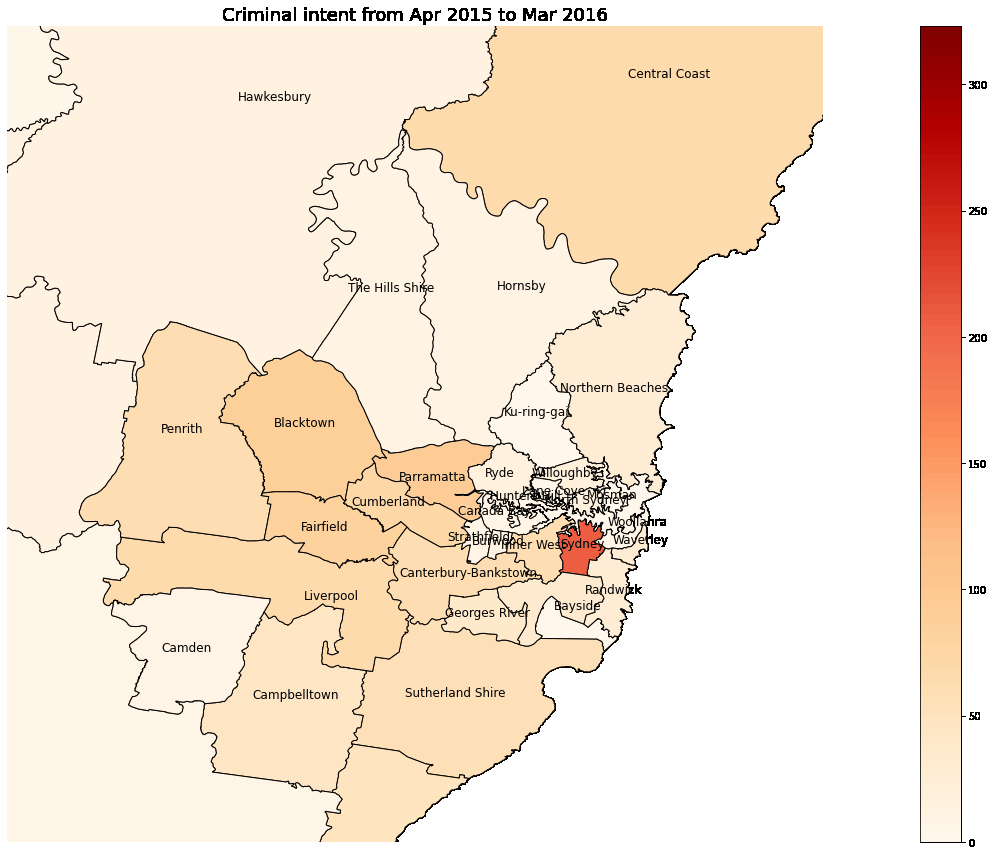 Criminal intent from Apr 2015 to Mar 2016
Central Coast
Hawkesbury
The Hills Shire
Hornsby
Northern Beaches
Ku-ring-gai
Penrith
Blacktown
Parramatta
Ryde
Willoughby
Lane Cove
Mosman
North Sydney
Cumberland
Canada Bay
Fairfield
Woollahra
Strathfield
Burwood
Inner West
Sydney
Waverley
Canterbury-Bankstown
Liverpool
Randwick
Bayside
Georges River
Camden
Campbelltown
Sutherland Shire
300
250
200
150
100
50
0